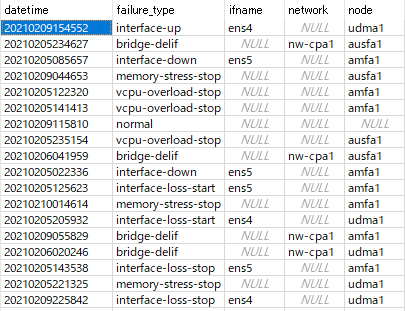 datetime failure_type ifname network node
20210209154552 interface-up ens4 NULL udma1
20210205234627 bridge-delif NULL nw-cpa1 ausfa1
20210205085657 interface-down ens5 NULL amfa1
20210209044653 memory-stress-stop NULL NULL ausfa1
20210205122320 vcpu-overload-stop NULL NULL amfa1
20210205141413 vcpu-overload-stop NULL NULL amfa1
20210209115810 normal NULL NULL NULL
20210205235154 vcpu-overload-stop NULL NULL ausfa1
20210206041959 bridge-delif NULL nw-cpa1 ausfa1
20210205022336 interface-down ens5 NULL amfa1
20210205125623 interface-loss-start ens5 NULL amfa1
20210210014614 memory-stress-stop NULL NULL amfa1
20210205205932 interface-loss-start ens4 NULL udma1
20210209055829 bridge-delif NULL nw-cpa1 amfa1
20210206020246 bridge-delif NULL nw-cpa1 udma1
20210205143538 interface-loss-stop ens5 NULL amfa1
20210205221325 memory-stress-stop NULL NULL udma1
20210209225842 interface-loss-stop ens4 NULL udma1